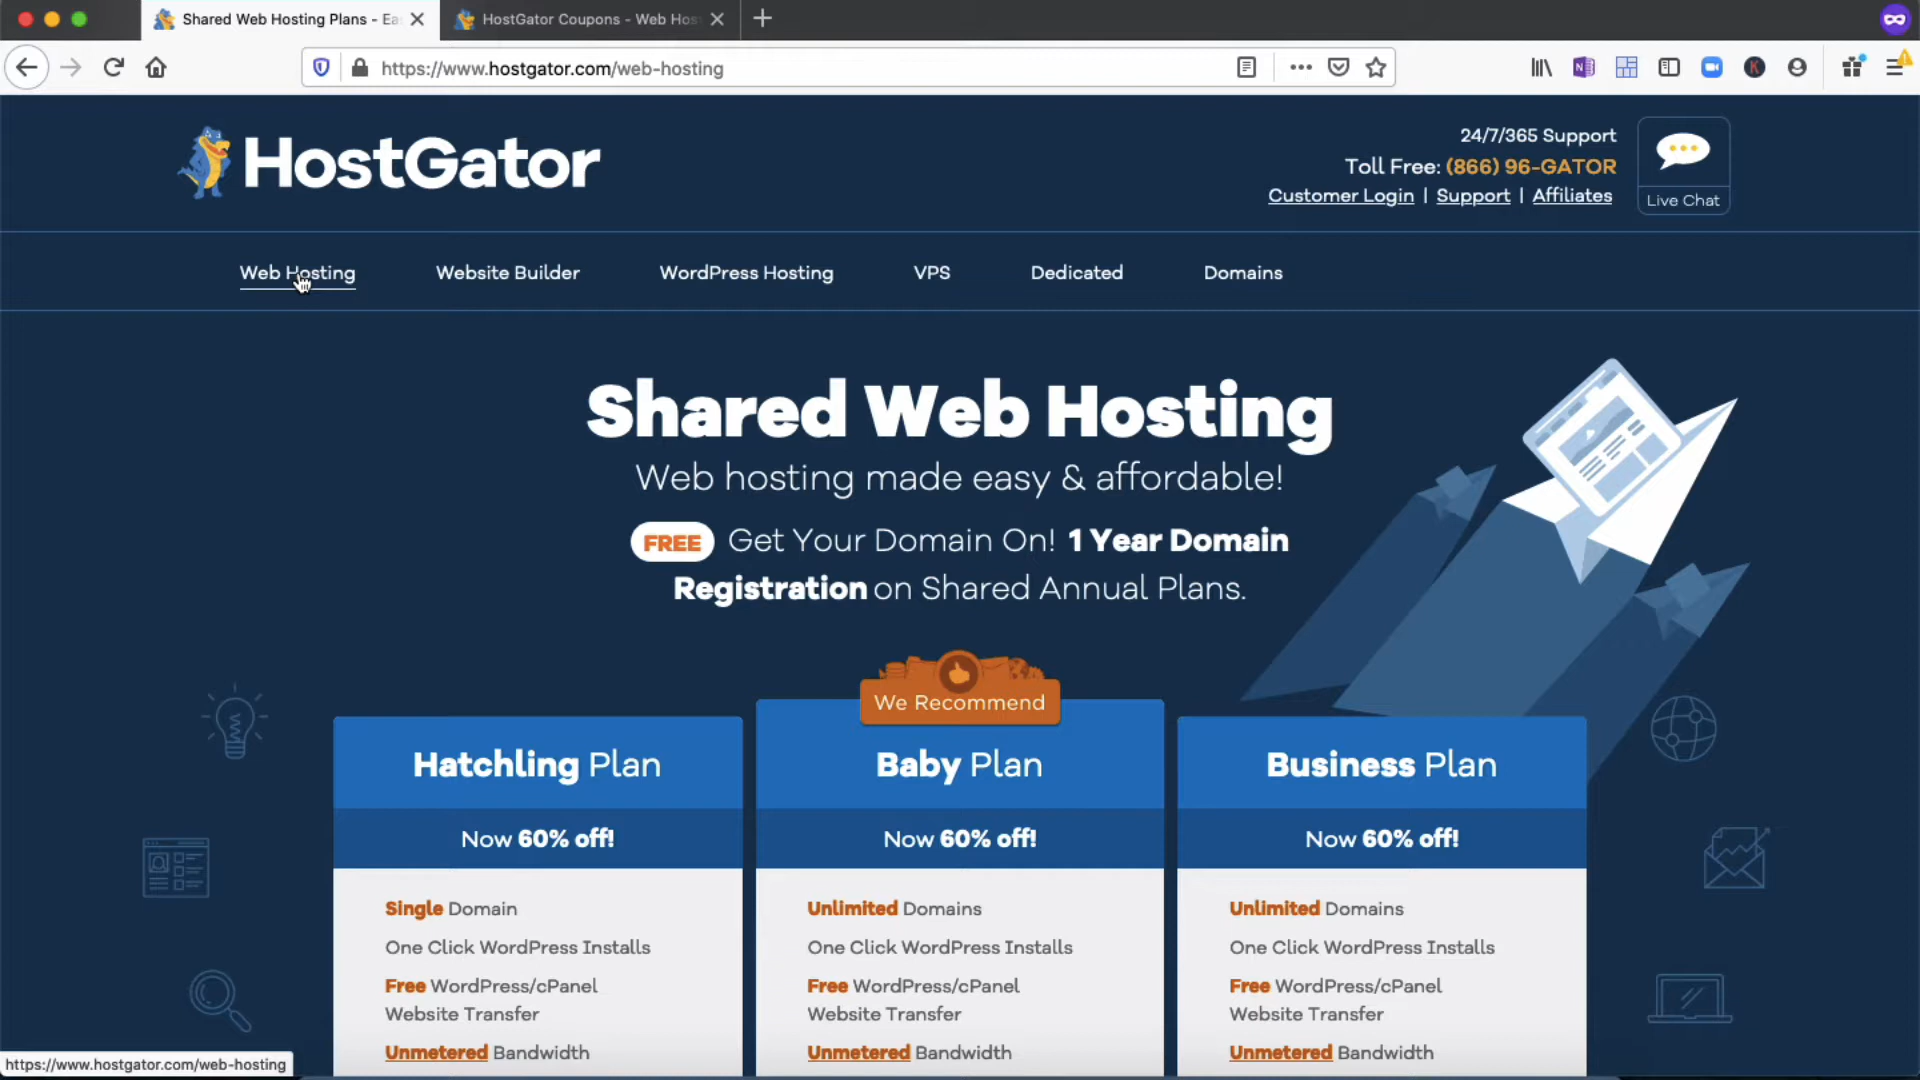 Shared Web Hosting Plans - Ea
HostGator Coupons - Web Hos
https://www.hostgator.com/web-hosting
HostGator
24/7/365 Support
Toll Free: (866) 96-GATOR
Customer Login | Support | Affiliates
Live Chat
Web Hosting
Website Builder
WordPress Hosting
VPS
Dedicated
Domains
Shared Web Hosting
Web hosting made easy & affordable!
FREE Get Your Domain On! 1 Year Domain
Registration on Shared Annual Plans.
We Recommend
Hatchling Plan
Now 60% off!
Single Domain
One Click WordPress Installs
Free WordPress/cPanel
Website Transfer
Unmetered Bandwidth
Baby Plan
Now 60% off!
Unlimited Domains
One Click WordPress Installs
Free WordPress/cPanel
Website Transfer
Unmetered Bandwidth
Business Plan
Now 60% off!
Unlimited Domains
One Click WordPress Installs
Free WordPress/cPanel
Website Transfer
Unmetered Bandwidth
https://www.hostgator.com/web-hosting